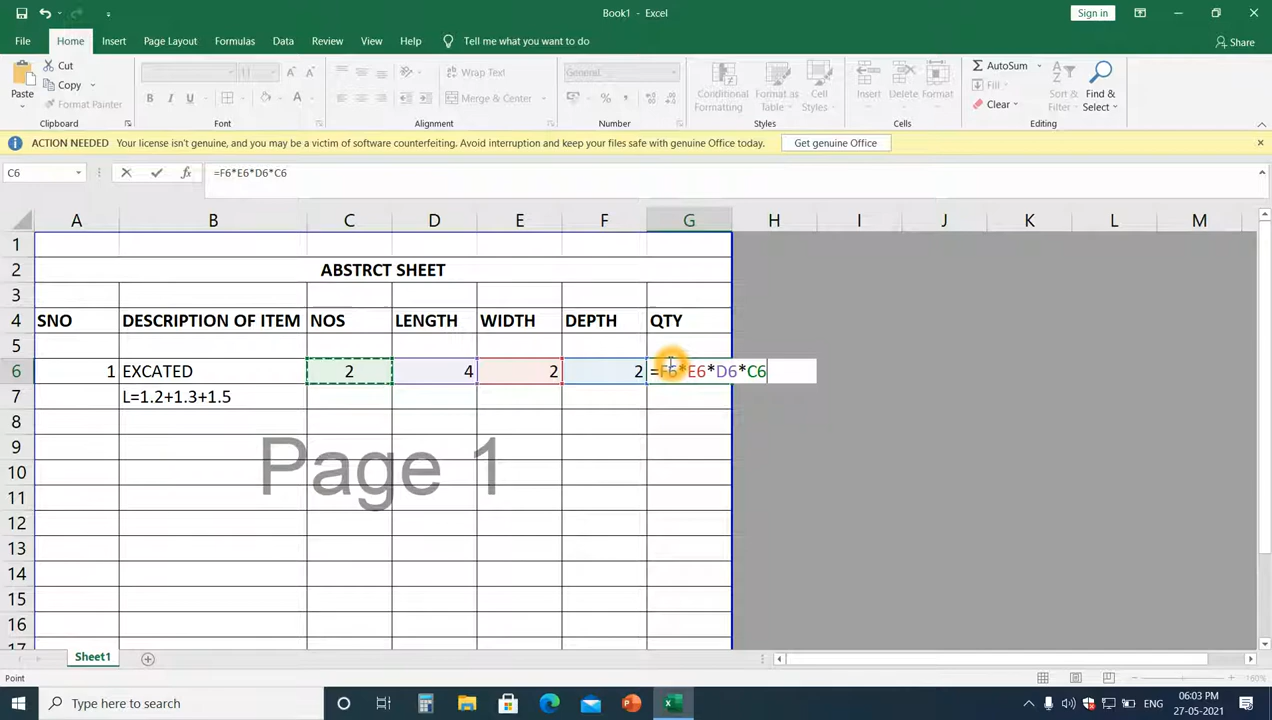 Book1 - Excel
Sign in
File Home Insert Page Layout Formulas Data Review View Help Tell me what you want to do Share
Paste Cut Copy Format Painter
Clipboard
B I U
Font
Wrap Text
Merge & Center
Alignment
General
% ,
Number
Conditional Formatting Format as Table Cell Styles
Styles
Insert Delete Format
Cells
AutoSum Fill Clear Sort & Filter Find & Select
Editing
ACTION NEEDED Your license isn't genuine, and you may be a victim of software counterfeiting. Avoid interruption and keep your files safe with genuine Office today. Get genuine Office
C6 fx =F6*E6*D6*C6
A B C D E F G H I J K L M
1
2 ABSTRCT SHEET
3
4 SNO DESCRIPTION OF ITEM NOS LENGTH WIDTH DEPTH QTY
5
6 1 EXCATED 2 4 2 2 =F6*E6*D6*C6
7 L=1.2+1.3+1.5
8
9
Page 1
10
11
12
13
14
15
16
17
Sheet1
Point 160%
Type here to search ENG 06:03 PM
27-05-2021